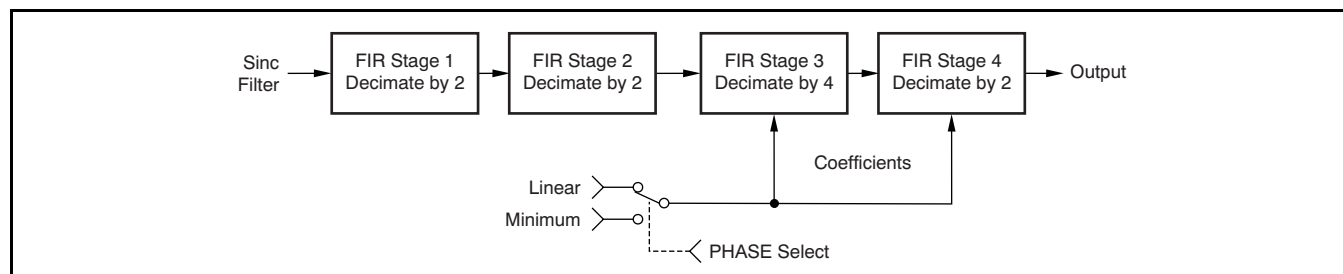 Sinc
Filter
FIR Stage 1
Decimate by 2
FIR Stage 2
Decimate by 2
FIR Stage 3
Decimate by 4
FIR Stage 4
Decimate by 2
Output
Coefficients
Linear
Minimum
PHASE Select